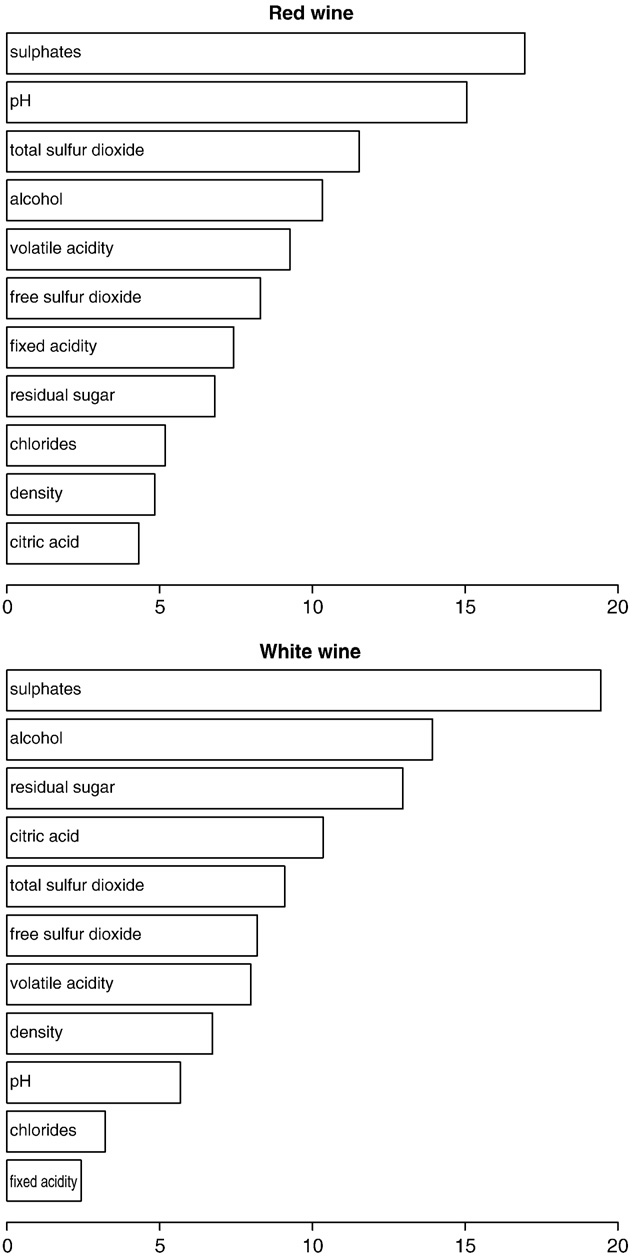 Red wine
sulphates
pH
total sulfur dioxide
alcohol
volatile acidity
free sulfur dioxide
fixed acidity
residual sugar
chlorides
density
citric acid
0 5 10 15 20
White wine
sulphates
alcohol
residual sugar
citric acid
total sulfur dioxide
free sulfur dioxide
volatile acidity
density
pH
chlorides
fixed acidity
0 5 10 15 20